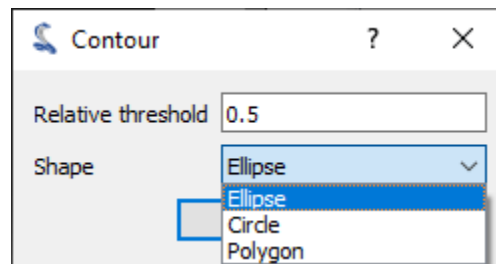 Contour ?
Relative threshold 0.5
Shape Ellipse
Ellipse
Circle
Polygon